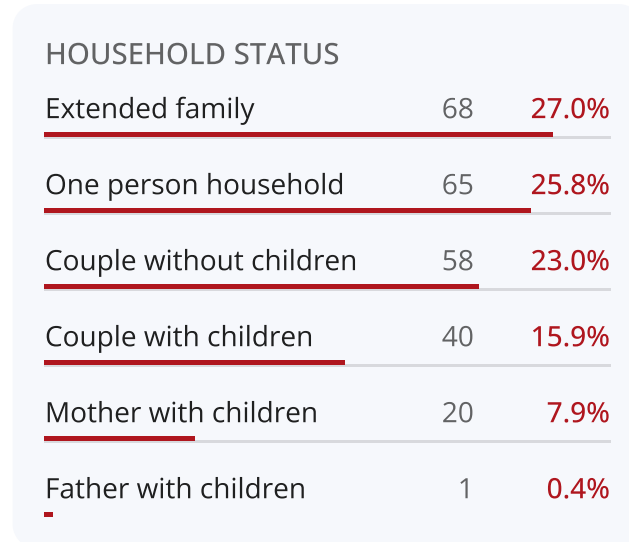 HOUSEHOLD STATUS
Extended family 68 27.0%
One person household 65 25.8%
Couple without children 58 23.0%
Couple with children 40 15.9%
Mother with children 20 7.9%
Father with children 1 0.4%